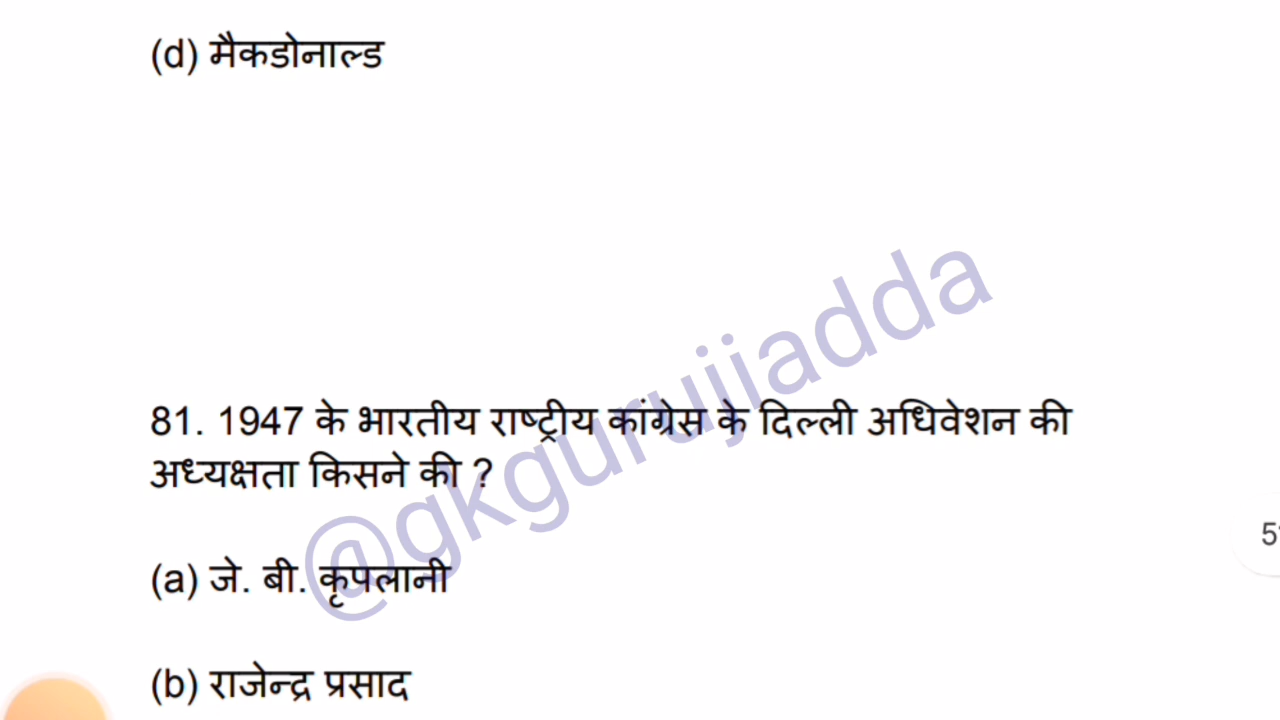 (d) मैकडोनाल्ड
81. 1947 के भारतीय राष्ट्रीय कांग्रेस के दिल्ली अधिवेशन की
अध्यक्षता किसने की ?
@gkgurujiadda
(a) जे. बी. कृपलानी
(b) राजेन्द्र प्रसाद